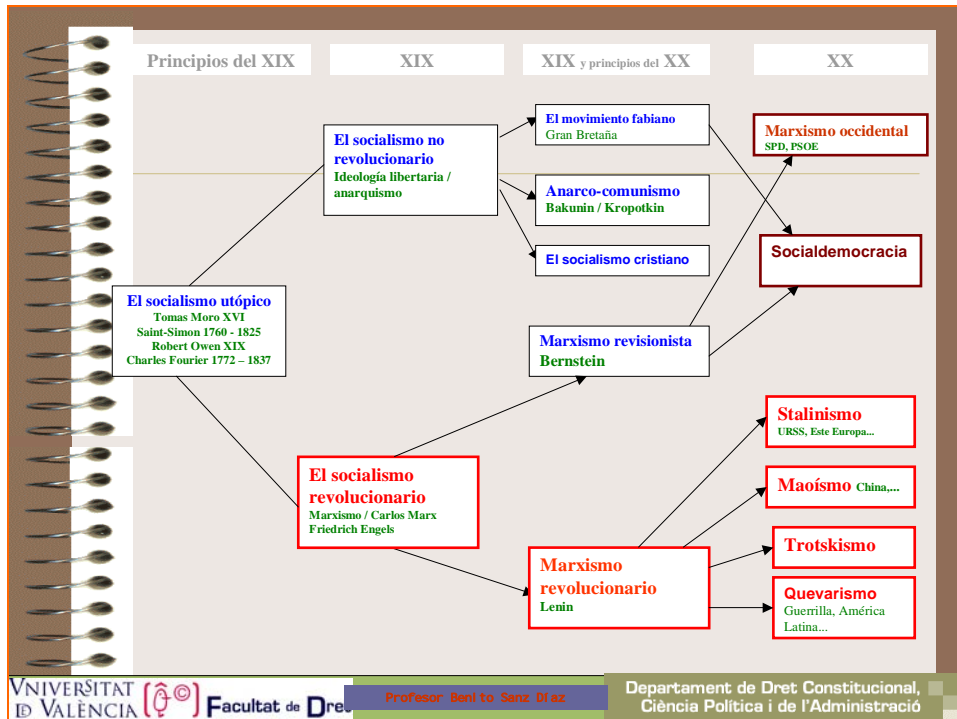 Principios del XIX
XIX
XIX y principios del XX
XX
El socialismo utópico
Tomas Moro XVI
Saint-Simon 1760 - 1825
Robert Owen XIX
Charles Fourier 1772 – 1837
El socialismo no
revolucionario
Ideología libertaria /
anarquismo
El socialismo
revolucionario
Marxismo / Carlos Marx
Friedrich Engels
El movimiento fabiano
Gran Bretaña
Anarco-comunismo
Bakunin / Kropotkin
El socialismo cristiano
Marxismo revisionista
Bernstein
Marxismo
revolucionario
Lenin
Marxismo occidental
SPD, PSOE
Socialdemocracia
Stalinismo
URSS, Este Europa...
Maoísmo China,...
Trotskismo
Quevarismo
Guerrilla, América
Latina...
VNIVERSITAT
ID VALÈNCIA
Facultat de Dret
Profesor Benito Sanz Díaz
Departament de Dret Constitucional,
Ciència Política i de l'Administració